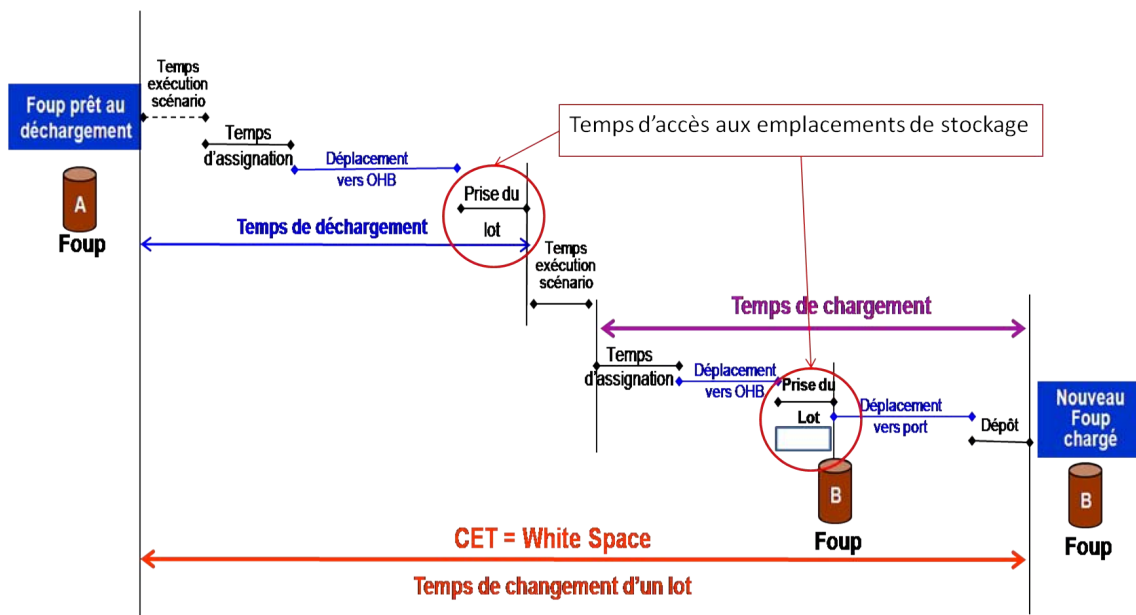 Temps
exécution
scénario
Foup prêt au
déchargement
A
Foup
Temps
d'assignation
Déplacement
vers OHB
Prise du
lot
Temps de déchargement
Temps d'accès aux emplacements de stockage
Temps
exécution
scénario
Temps de chargement
Temps
d'assignation
Déplacement
vers OHB
Prise du
Lot
Déplacement
vers port
Dépôt
Nouveau
Foup
chargé
B
Foup
B
Foup
CET = White Space
Temps de changement d'un lot